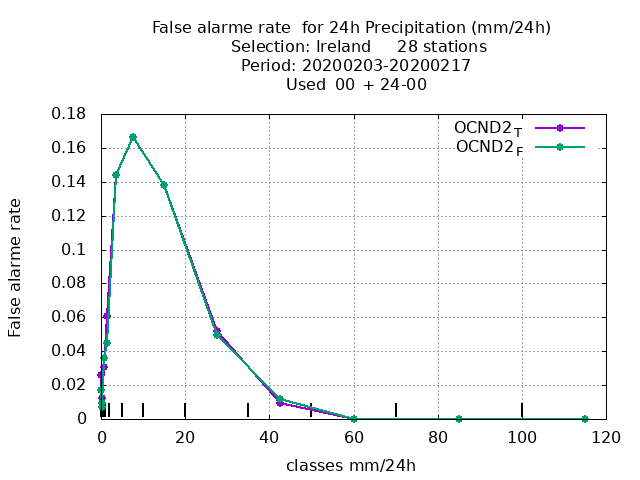 False alarme rate  for 24h Precipitation (mm/24h)
Selection: Ireland     28 stations
Period: 20200203-20200217
Used  00 + 24-00
OCND2T
OCND2F
0.18
0.16
0.14
0.12
0.1
0.08
0.06
0.04
0.02
0
False alarme rate
0 20 40 60 80 100 120
classes mm/24h